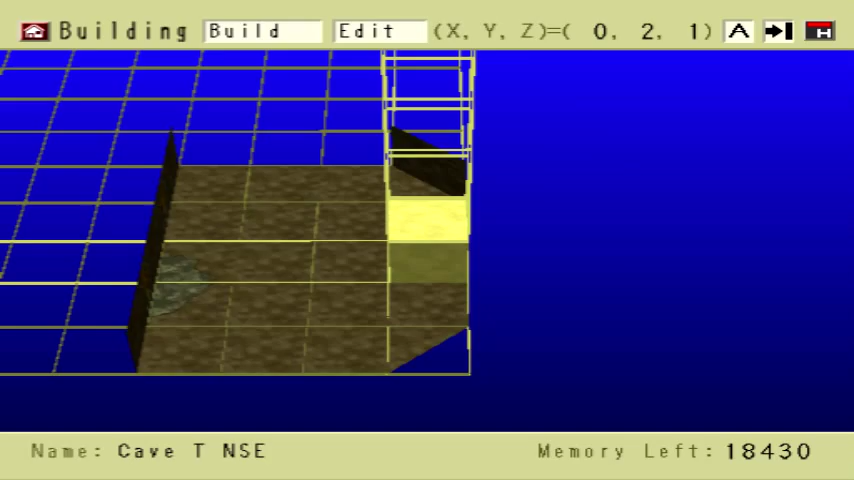 Building Build Edit (X, Y, Z)=( 0, 2, 1) A H
Name: Cave T NSE Memory Left: 18430